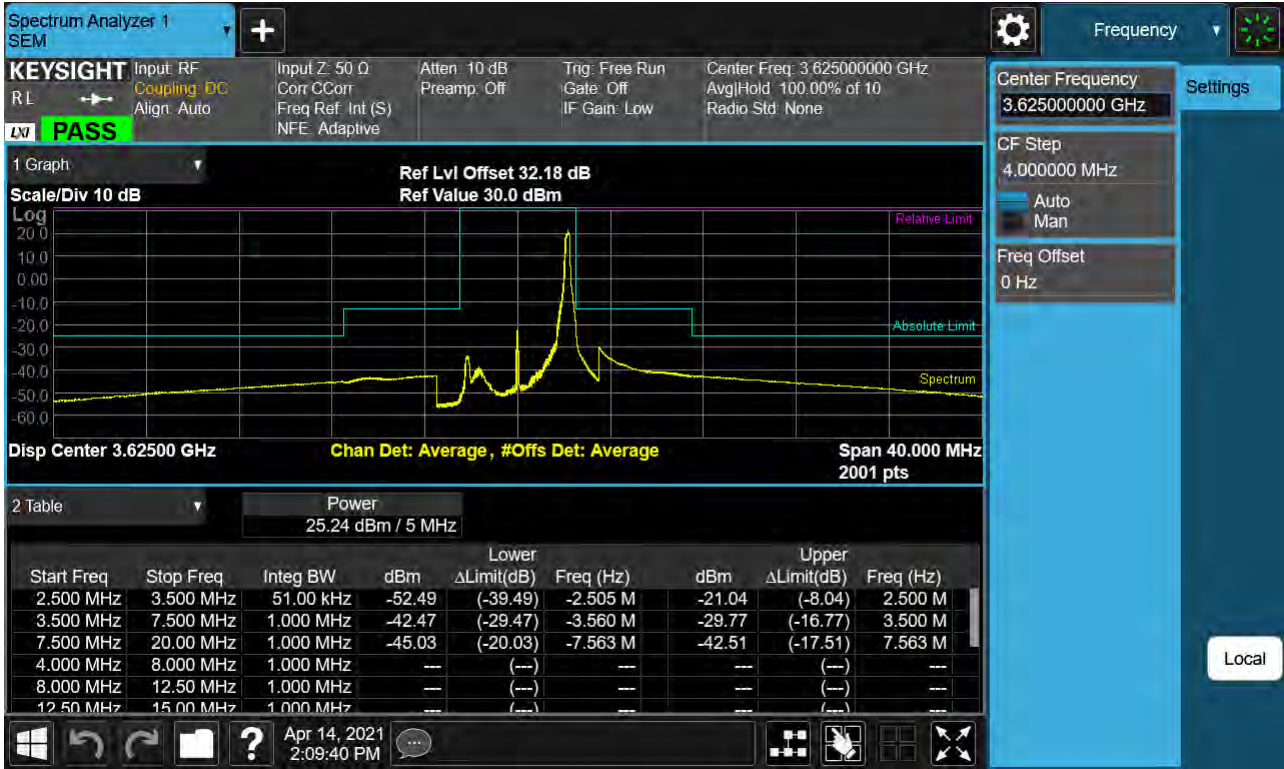 Spectrum Analyzer 1
SEM
Frequency
KEYSIGHT
R L
LXI
PASS
Input: RF
Coupling: DC
Align: Auto
Input Z: 50 Ω
Corr CCorr
Freq Ref: Int (S)
NFE: Adaptive
Atten: 10 dB
Preamp: Off
Trig: Free Run
Gate: Off
IF Gain: Low
Center Freq: 3.625000000 GHz
Avg|Hold: 100.00% of 10
Radio Std: None
Center Frequency
3.625000000 GHz
Settings
CF Step
4.000000 MHz
Auto
Man
Freq Offset
0 Hz
Local
1 Graph
Scale/Div 10 dB
Ref Lvl Offset 32.18 dB
Ref Value 30.0 dBm
Log
20.0
10.0
0.00
-10.0
-20.0
-30.0
-40.0
-50.0
-60.0
Relative Limit
Absolute Limit
Spectrum
Disp Center 3.62500 GHz
Chan Det: Average , #Offs Det: Average
Span 40.000 MHz
2001 pts
2 Table
Power
25.24 dBm / 5 MHz
Lower Upper
Start Freq Stop Freq Integ BW dBm ΔLimit(dB) Freq (Hz) dBm ΔLimit(dB) Freq (Hz)
2.500 MHz 3.500 MHz 51.00 kHz -52.49 (-39.49) -2.505 M -21.04 (-8.04) 2.500 M
3.500 MHz 7.500 MHz 1.000 MHz -42.47 (-29.47) -3.560 M -29.77 (-16.77) 3.500 M
7.500 MHz 20.00 MHz 1.000 MHz -45.03 (-20.03) -7.563 M -42.51 (-17.51) 7.563 M
4.000 MHz 8.000 MHz 1.000 MHz --- (---) --- --- (---) ---
8.000 MHz 12.50 MHz 1.000 MHz --- (---) --- --- (---) ---
12.50 MHz 15.00 MHz 1.000 MHz --- (---) --- --- (---) ---
?
Apr 14, 2021
2:09:40 PM